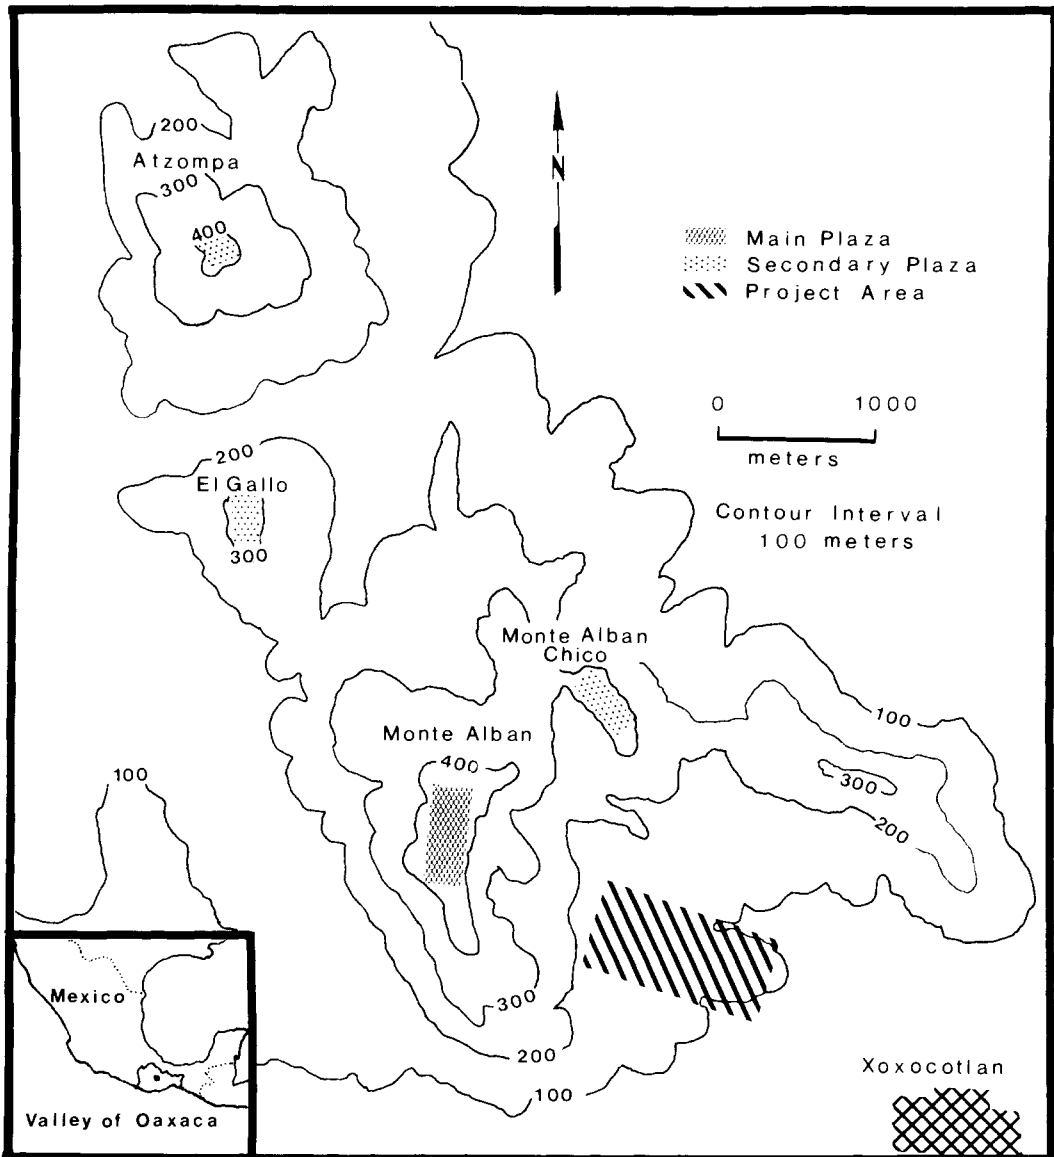 200
Atzompa
300
400
N
Main Plaza
Secondary Plaza
Project Area
0 1000
meters
Contour Interval
100 meters
200
El Gallo
300
Monte Alban
Chico
Monte Alban
400
100
100
300
200
300
200
100
Mexico
Valley of Oaxaca
Xoxocotlan